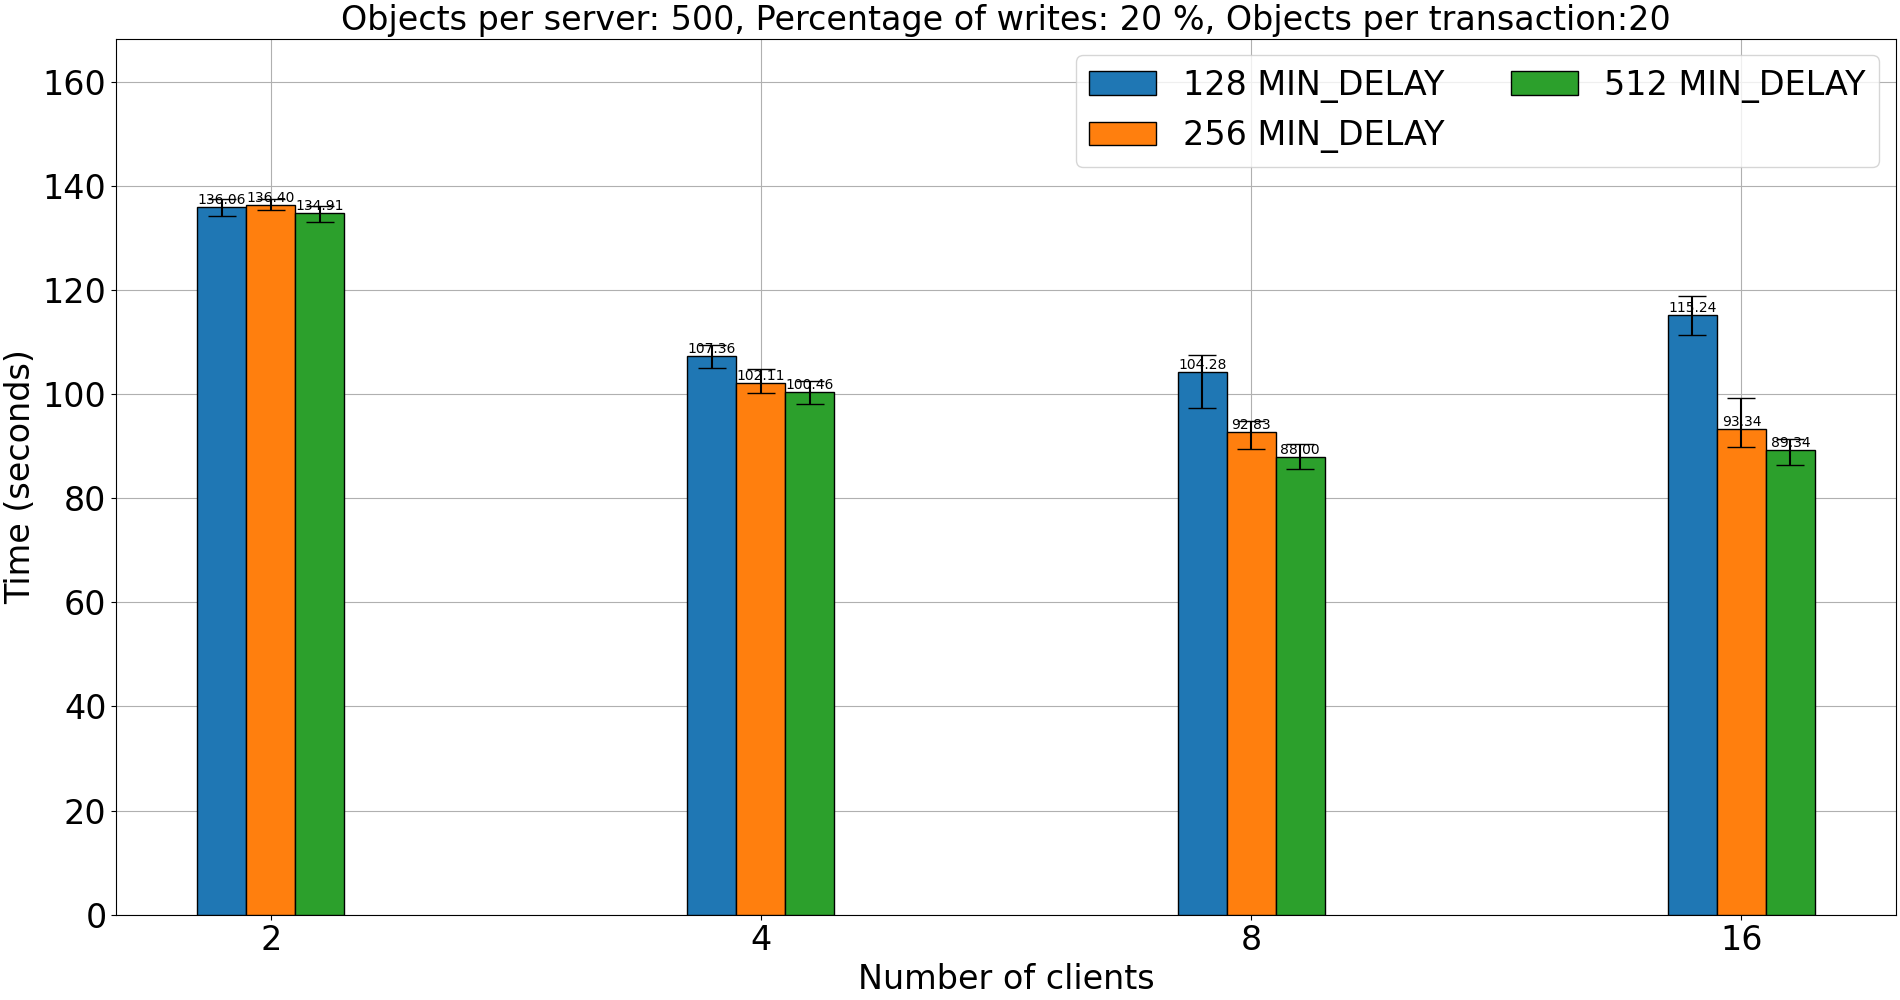 Objects per server: 500, Percentage of writes: 20 %, Objects per transaction:20
128 MIN_DELAY
256 MIN_DELAY
512 MIN_DELAY
160
140
120
100
80
60
40
20
0
Time (seconds)
136.06 136.40 134.91
107.36 102.11 100.46
104.28 92.83 88.00
115.24 93.34 89.34
2 4 8 16
Number of clients